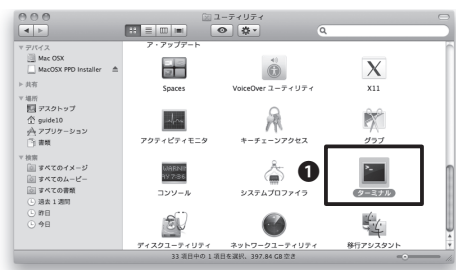 ユーティリティ
デバイス
Mac OSX
MacOSX PPD Installer
共有
場所
デスクトップ
guide10
アプリケーション
書類
検索
すべてのイメージ
すべてのムービー
すべての書類
過去 1 週間
昨日
今日
ア・アップデート
Spaces
VoiceOver ユーティリティ
X11
アクティビティモニタ
キーチェーンアクセス
グラフ
コンソール
システムプロファイラ
❶
ターミナル
ディスクユーティリティ
ネットワークユーティリティ
移行アシスタント
33 項目中の 1 項目を選択、397.84 GB 空き